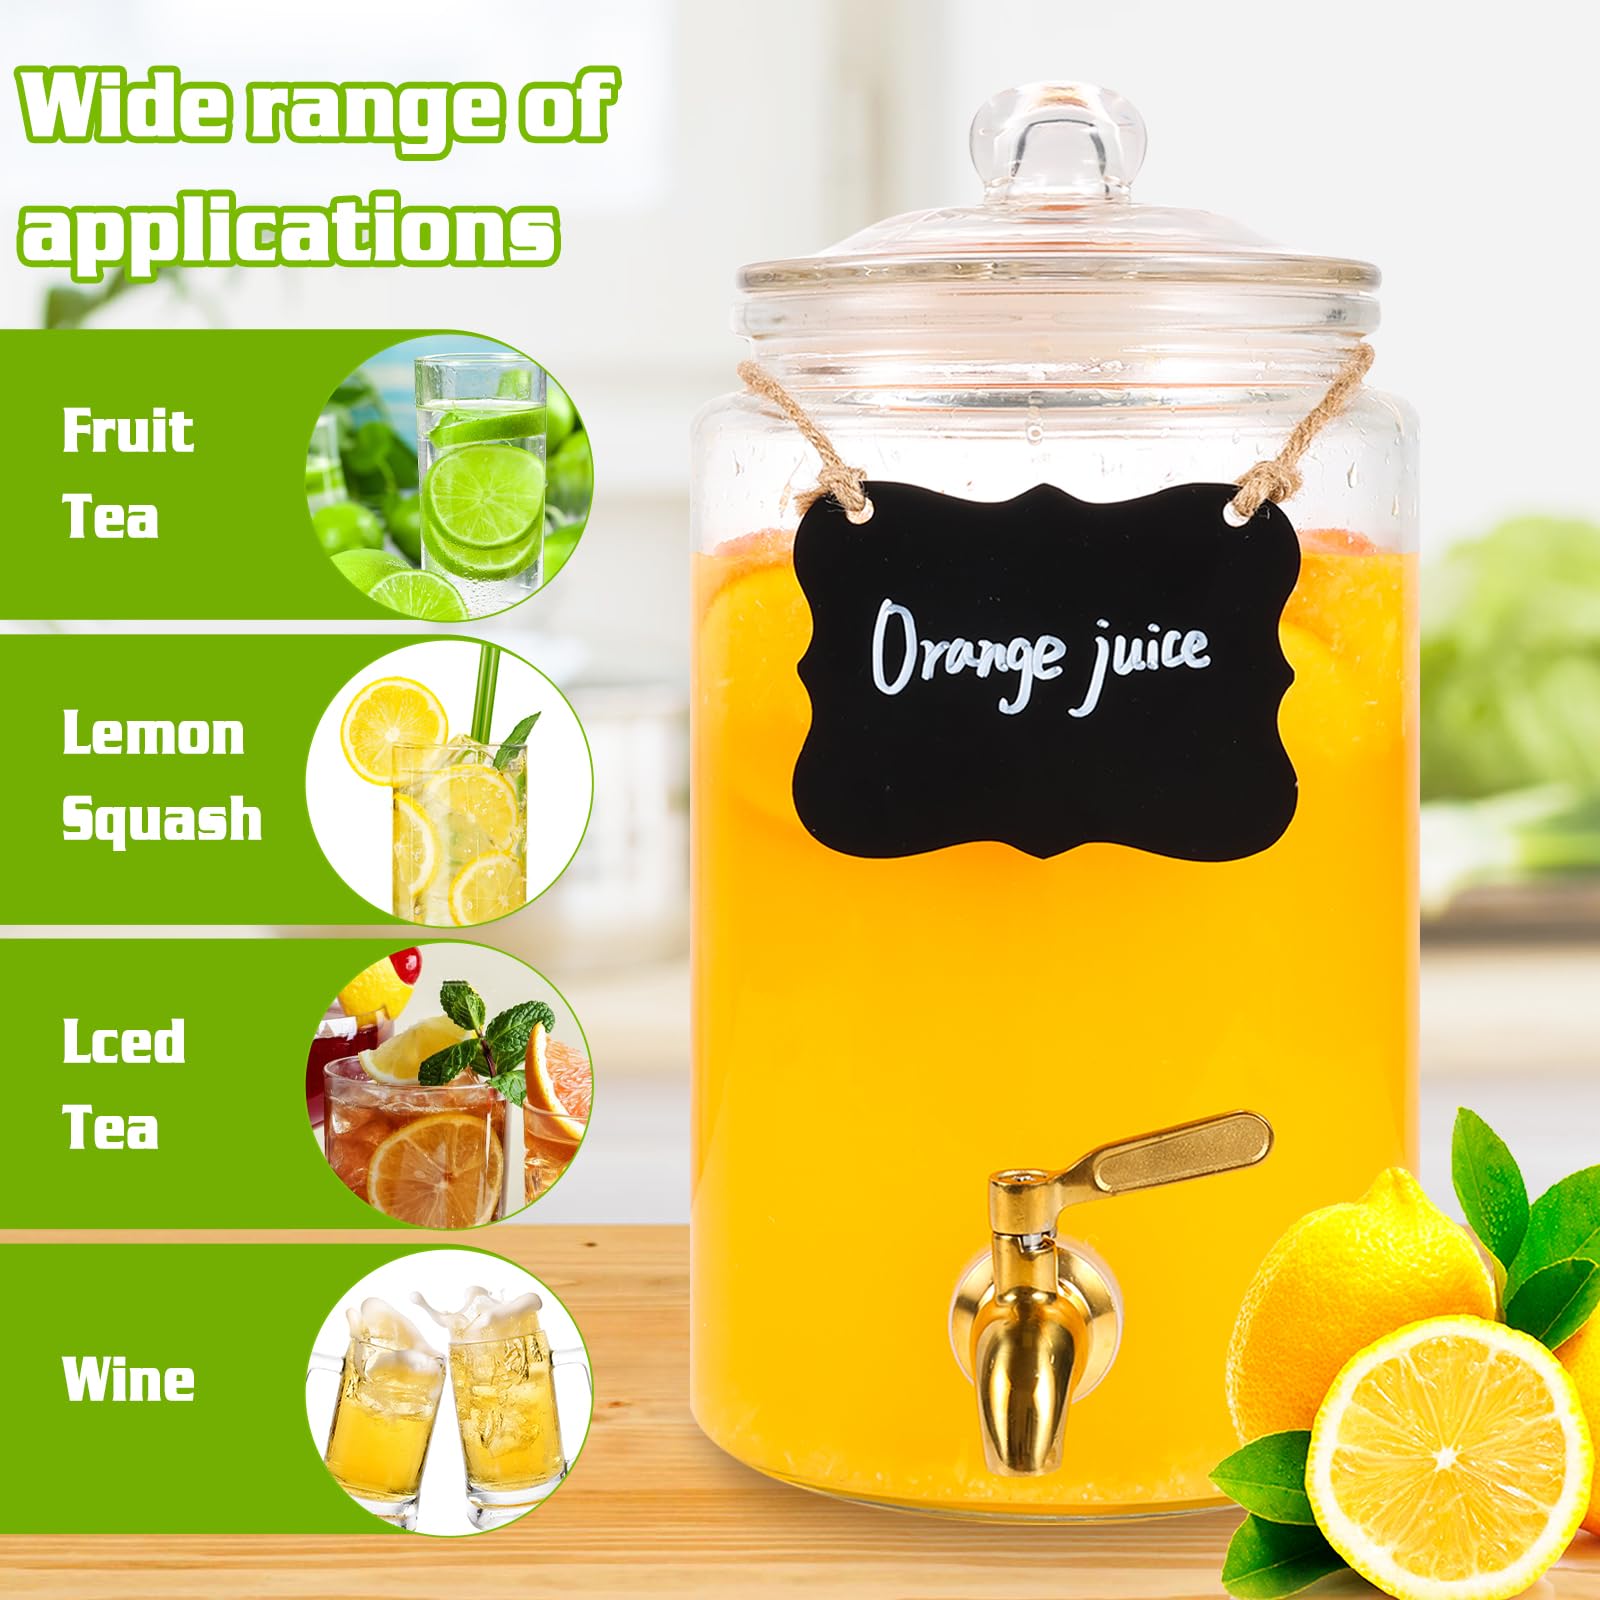 Wide range of
applications
Fruit
Tea
Lemon
Squash
Lced
Tea
Wine
Orange juice